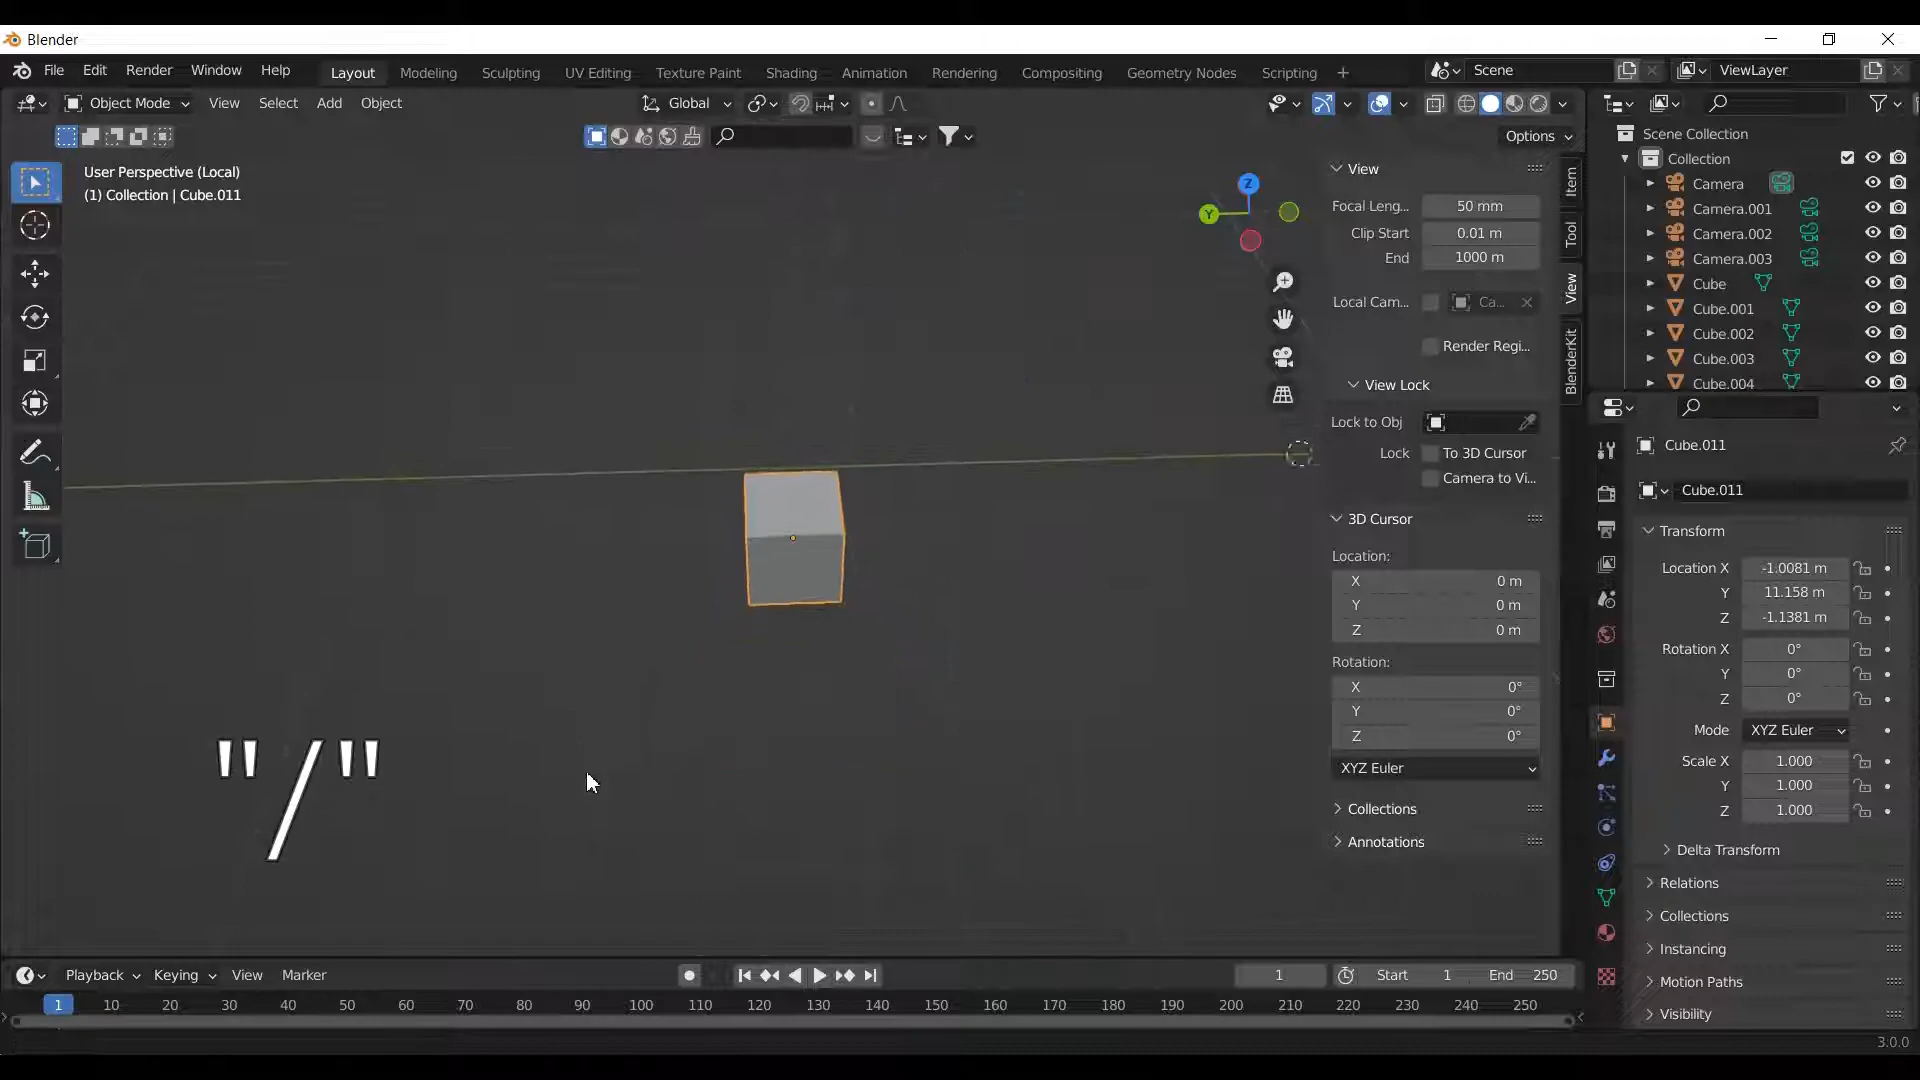 Blender
File Edit Render Window Help Layout Modeling Sculpting UV Editing Texture Paint Shading Animation Rendering Compositing Geometry Nodes Scripting + Scene ViewLayer
Object Mode View Select Add Object Global
Options
User Perspective (Local)
(1) Collection | Cube.011
Z
Y
View
Focal Leng... 50 mm
Clip Start 0.01 m
End 1000 m
Local Cam... Ca...
Render Regi...
View Lock
Lock to Obj
Lock To 3D Cursor
Camera to Vi...
3D Cursor
Location:
X 0 m
Y 0 m
Z 0 m
Rotation:
X 0°
Y 0°
Z 0°
XYZ Euler
Collections
Annotations
Item
Tool
View
BlenderKit
Scene Collection
Collection
Camera
Camera.001
Camera.002
Camera.003
Cube
Cube.001
Cube.002
Cube.003
Cube.004
Cube.011
Cube.011
Transform
Location X -1.0081 m
Y 11.158 m
Z -1.1381 m
Rotation X 0°
Y 0°
Z 0°
Mode XYZ Euler
Scale X 1.000
Y 1.000
Z 1.000
Delta Transform
Relations
Collections
Instancing
Motion Paths
Visibility
"/"
Playback Keying View Marker 1 Start 1 End 250
1 10 20 30 40 50 60 70 80 90 100 110 120 130 140 150 160 170 180 190 200 210 220 230 240 250
3.0.0